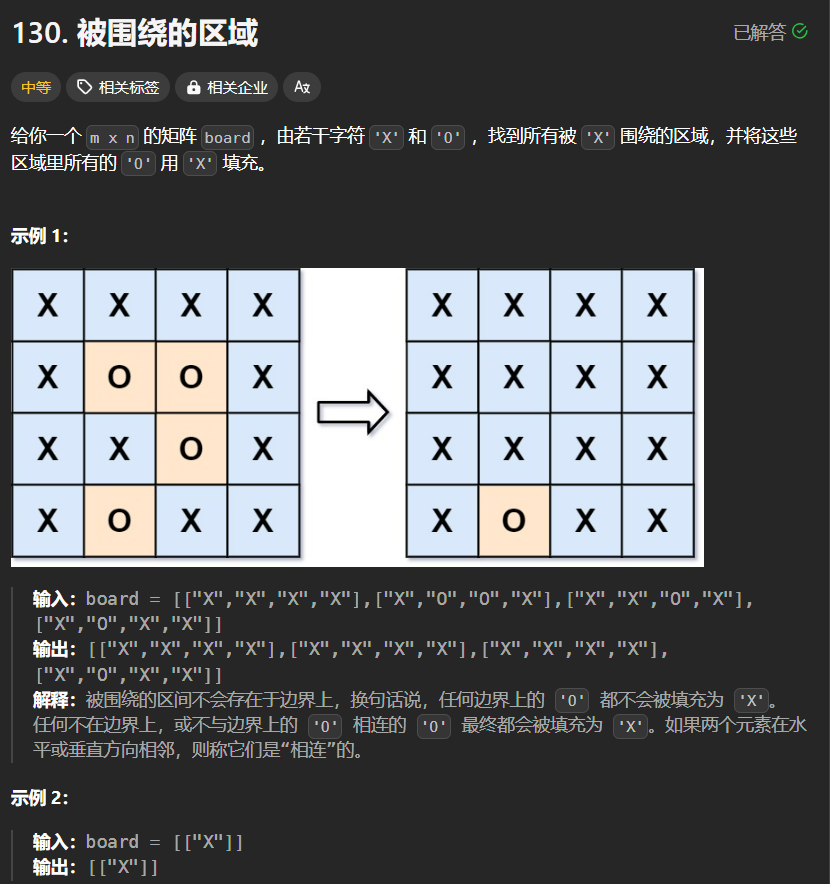 130. 被围绕的区域
已解答
中等 相关标签 相关企业 Aあ
给你一个 m x n 的矩阵 board ，由若干字符 'X' 和 'O' ，找到所有被 'X' 围绕的区域，并将这些
区域里所有的 'O' 用 'X' 填充。
示例 1：
X X X X X X X X
X O O X X X X X
X X O X X X X X
X O X X X O X X
输入：board = [["X","X","X","X"],["X","O","O","X"],["X","X","O","X"],
["X","O","X","X"]]
输出：[["X","X","X","X"],["X","X","X","X"],["X","X","X","X"],
["X","O","X","X"]]
解释：被围绕的区间不会存在于边界上，换句话说，任何边界上的 'O' 都不会被填充为 'X'。
任何不在边界上，或不与边界上的 'O' 相连的 'O' 最终都会被填充为 'X'。如果两个元素在水
平或垂直方向相邻，则称它们是“相连”的。
示例 2：
输入：board = [["X"]]
输出：[["X"]]